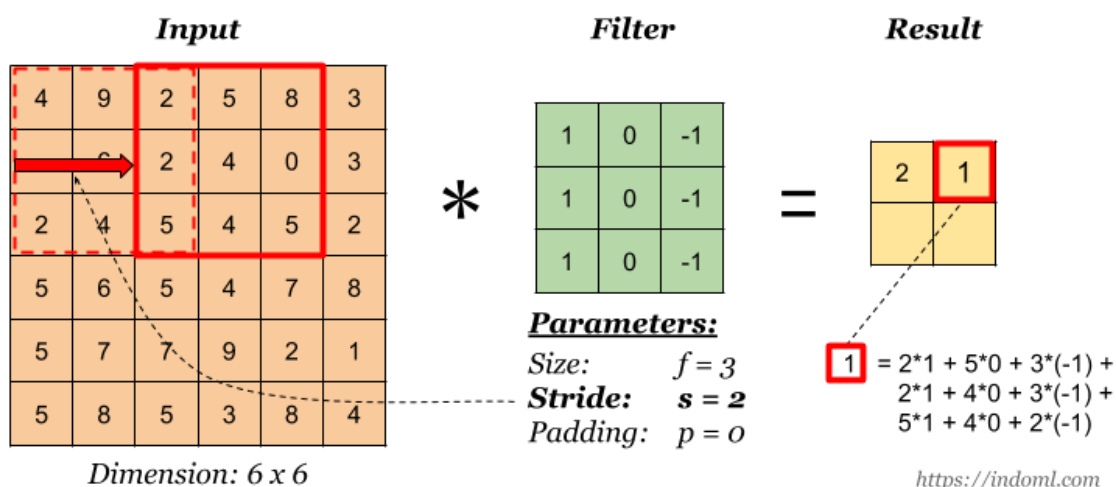 Input Filter Result
4 9 2 5 8 3
2 4 0 3
2 4 5 4 5 2
5 6 5 4 7 8
5 7 7 9 2 1
5 8 5 3 8 4
Dimension: 6 x 6
*
1 0 -1
1 0 -1
1 0 -1
Parameters:
Size: f = 3
Stride: s = 2
Padding: p = 0
=
2 1
1 = 2*1 + 5*0 + 3*(-1) +
2*1 + 4*0 + 3*(-1) +
5*1 + 4*0 + 2*(-1)
https://indoml.com